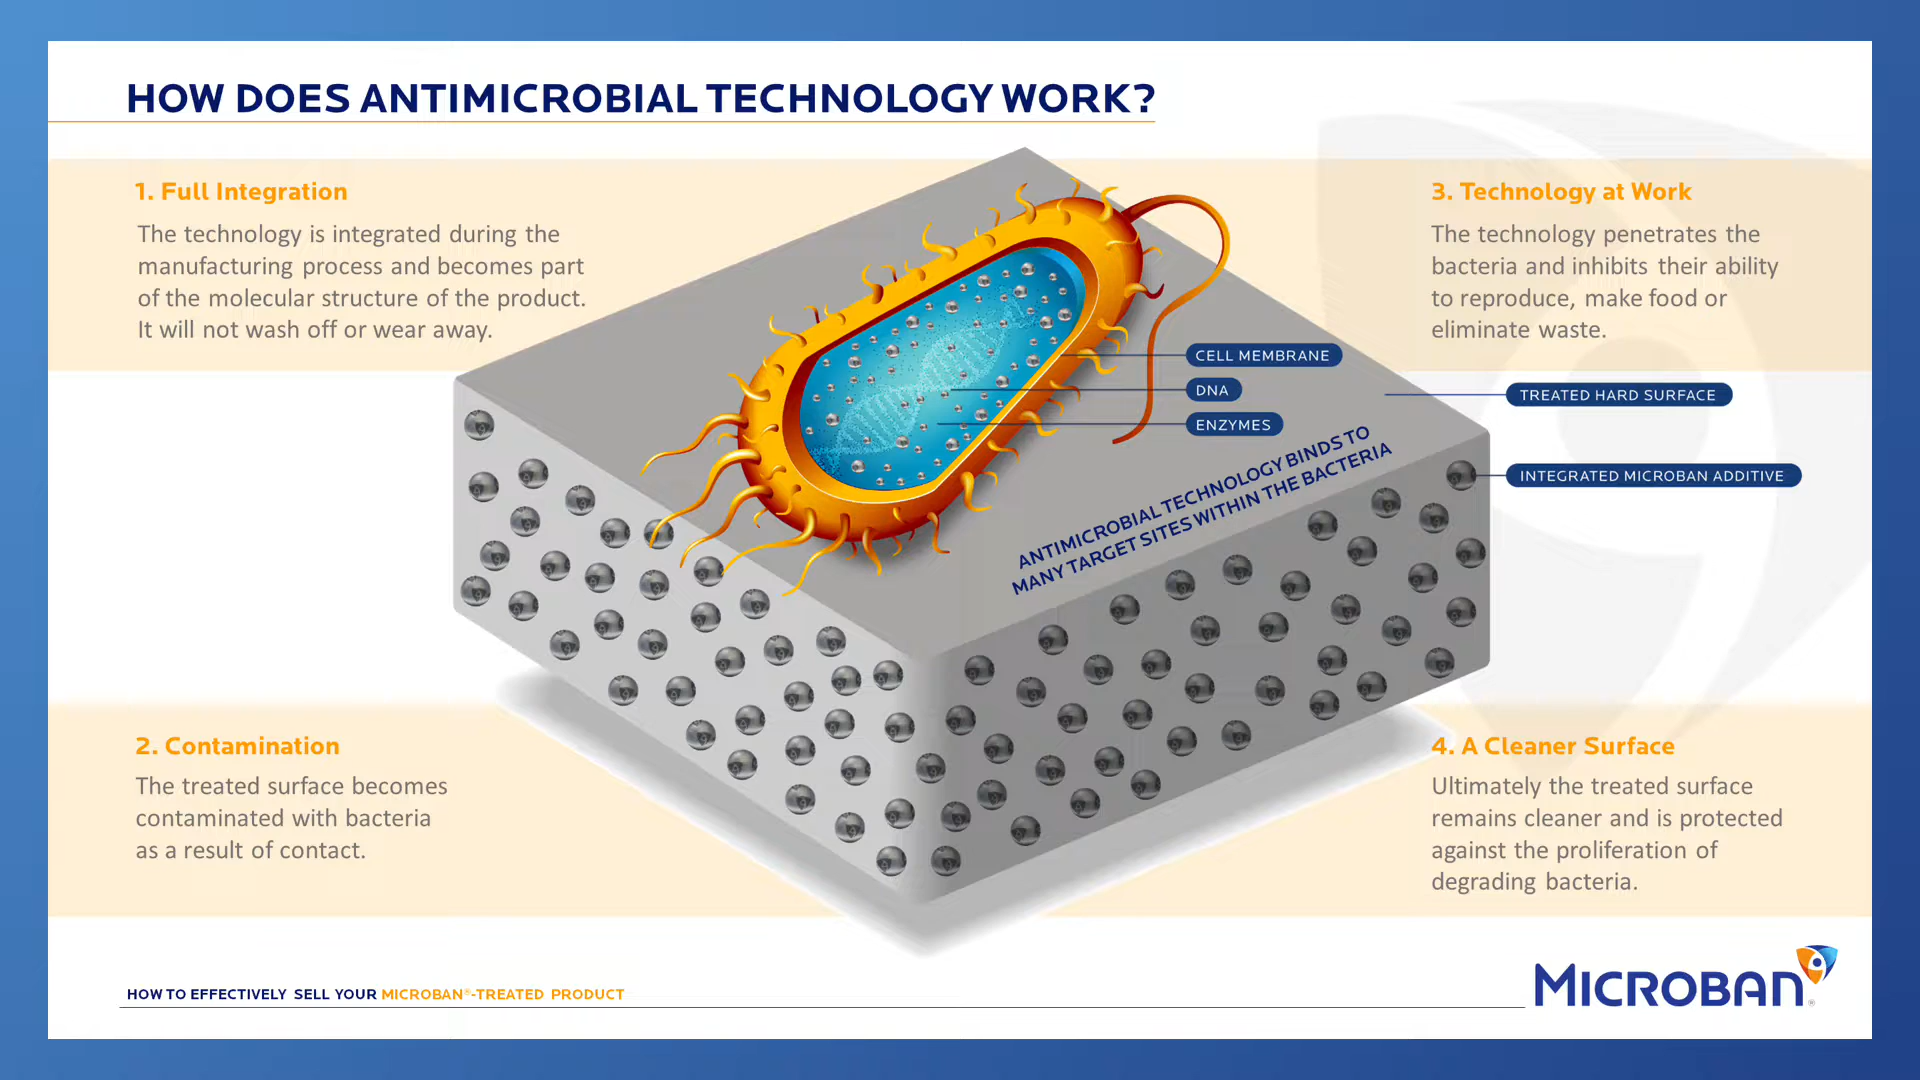 HOW DOES ANTIMICROBIAL TECHNOLOGY WORK?
1. Full Integration
The technology is integrated during the
manufacturing process and becomes part
of the molecular structure of the product.
It will not wash off or wear away.
2. Contamination
The treated surface becomes
contaminated with bacteria
as a result of contact.
CELL MEMBRANE
DNA
ENZYMES
ANTIMICROBIAL TECHNOLOGY BINDS TO
MANY TARGET SITES WITHIN THE BACTERIA
3. Technology at Work
The technology penetrates the
bacteria and inhibits their ability
to reproduce, make food or
eliminate waste.
TREATED HARD SURFACE
INTEGRATED MICROBAN ADDITIVE
4. A Cleaner Surface
Ultimately the treated surface
remains cleaner and is protected
against the proliferation of
degrading bacteria.
HOW TO EFFECTIVELY SELL YOUR MICROBAN®-TREATED PRODUCT
MICROBAN®